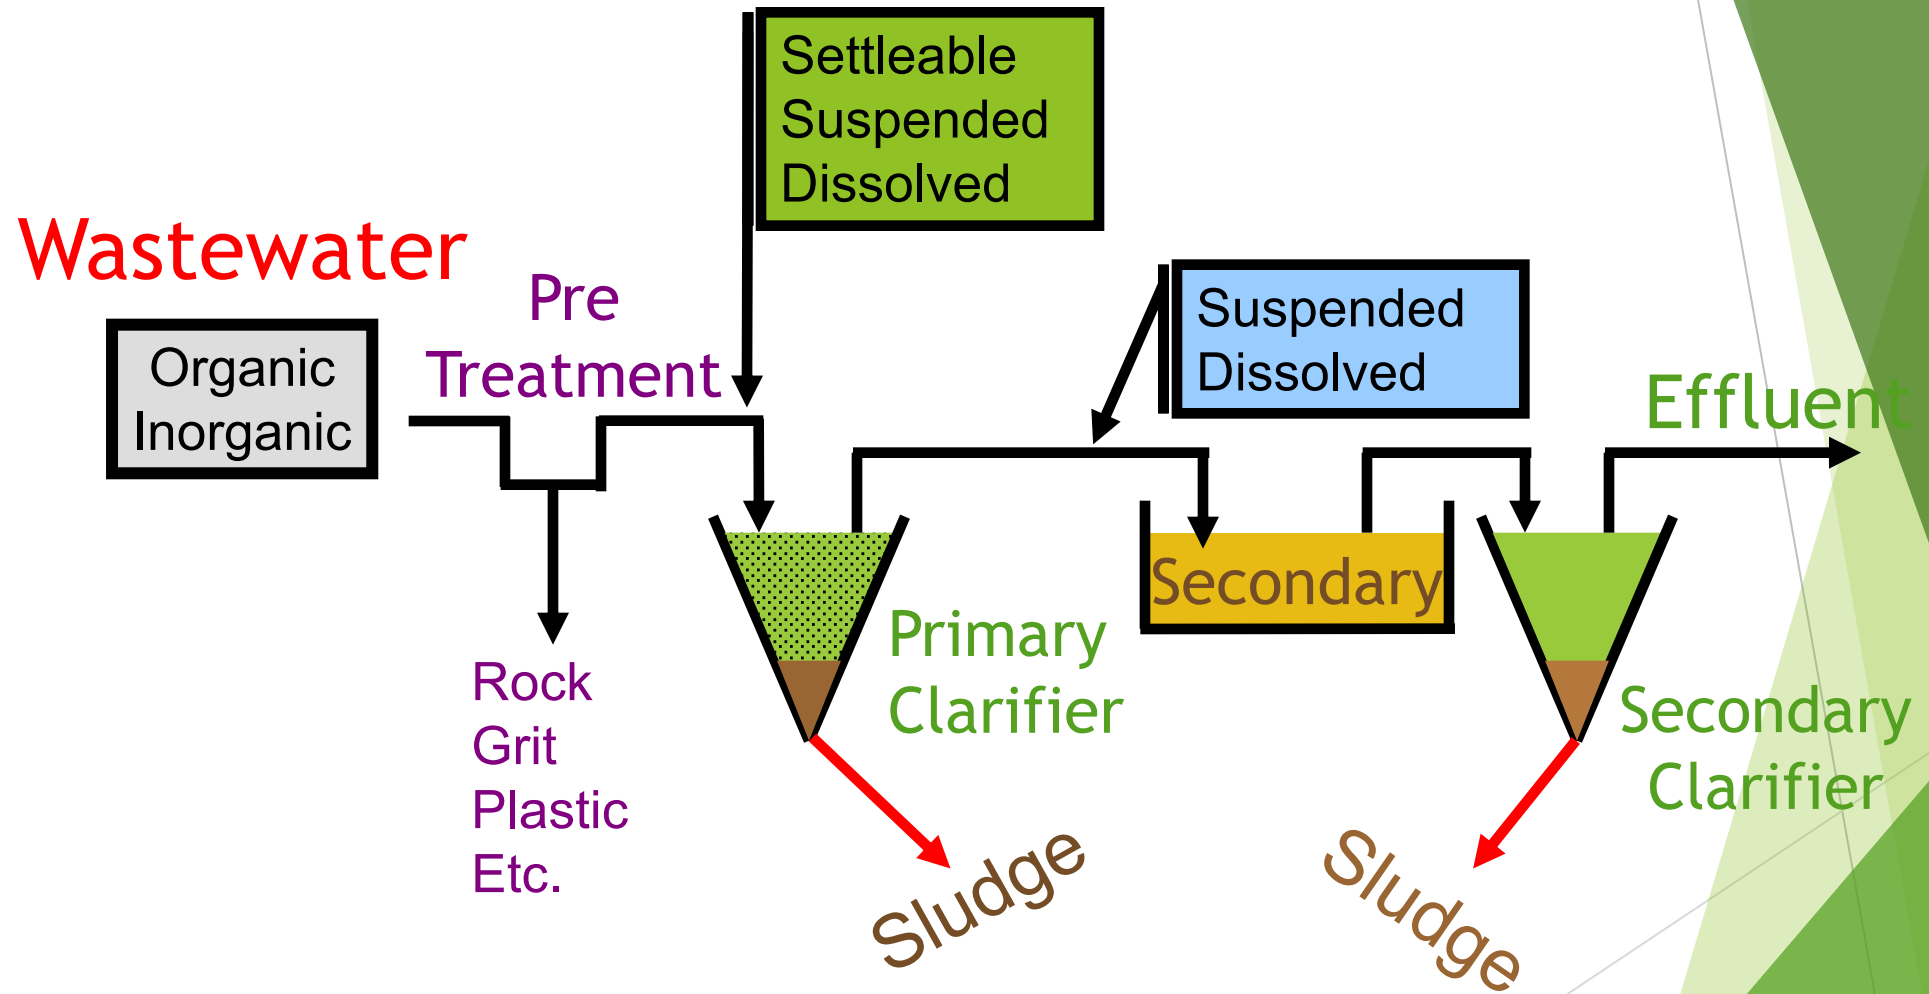 Settleable
Suspended
Dissolved
Wastewater
Organic
Inorganic
Pre
Treatment
Suspended
Dissolved
Effluent
Secondary
Primary
Clarifier
Rock
Grit
Plastic
Etc.
Secondary
Clarifier
Sludge
Sludge